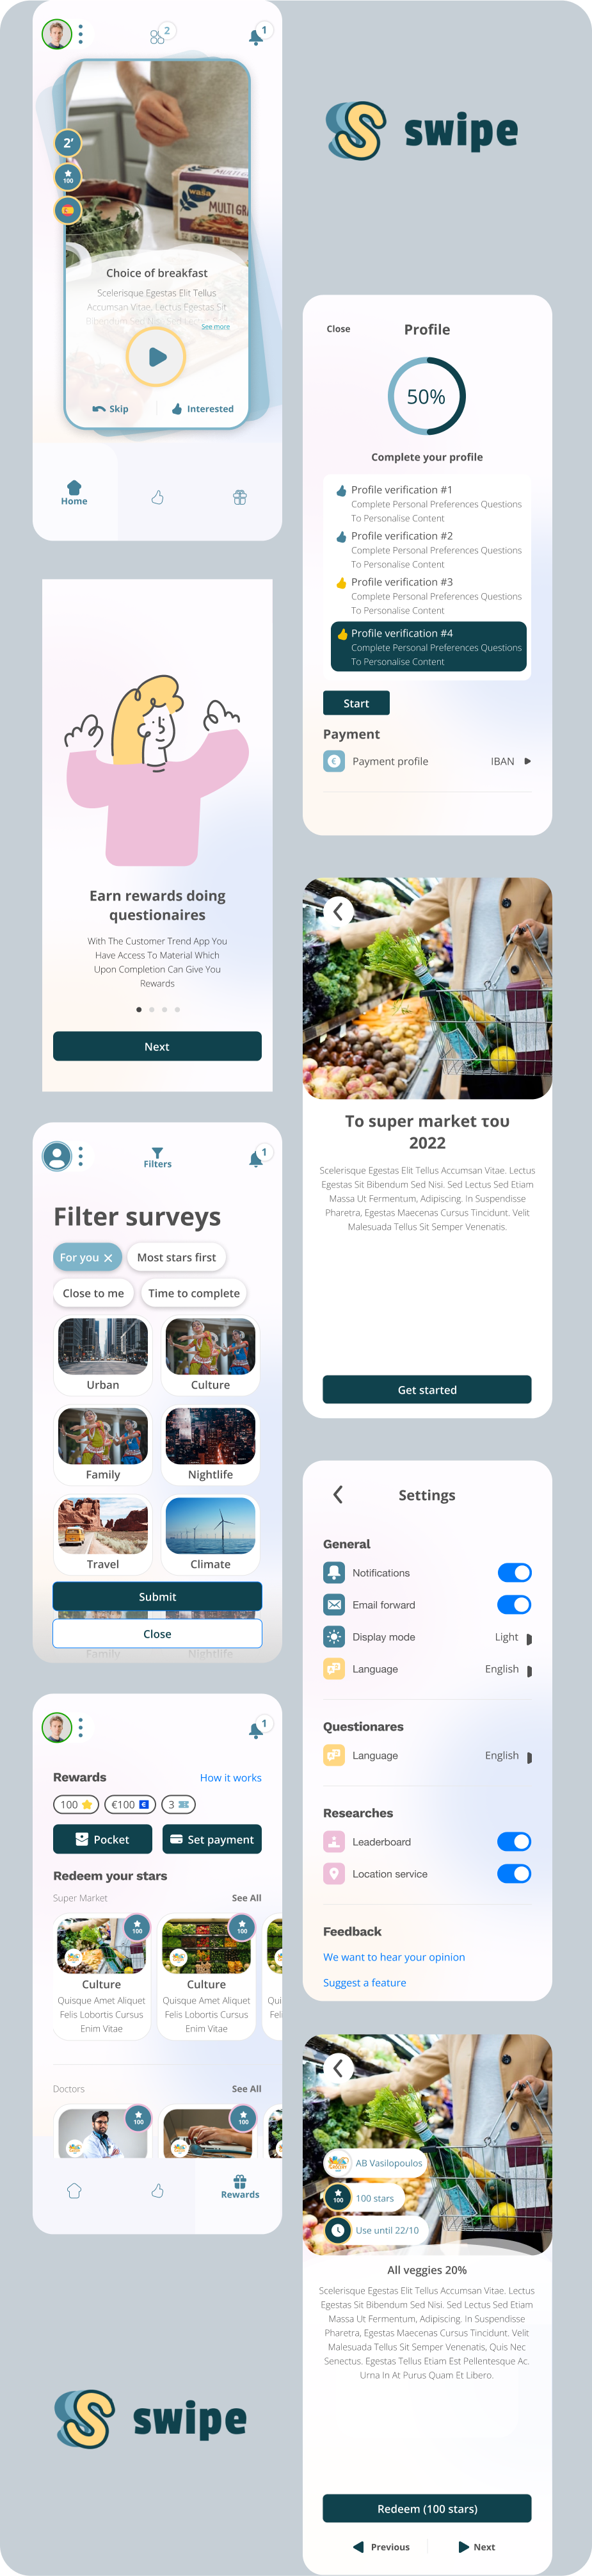 2
1
2'
100
wasa
MULTI GR
Choice of breakfast
Scelerisque Egestas Elit Tellus
Accumsan Vitae. Lectus Egestas Sit
See more
Skip
Interested
Home
swipe
Close
Profile
50%
Complete your profile
Profile verification #1
Complete Personal Preferences Questions
To Personalise Content
Profile verification #2
Complete Personal Preferences Questions
To Personalise Content
Profile verification #3
Complete Personal Preferences Questions
To Personalise Content
Profile verification #4
Complete Personal Preferences Questions
To Personalise Content
Start
Payment
Payment profile
IBAN
Earn rewards doing
questionaires
With The Customer Trend App You
Have Access To Material Which
Upon Completion Can Give You
Rewards
Next
Το super market του
2022
Scelerisque Egestas Elit Tellus Accumsan Vitae. Lectus
Egestas Sit Bibendum Sed Nisi. Sed Lectus Sed Etiam
Massa Ut Fermentum, Adipiscing. In Suspendisse
Pharetra, Egestas Maecenas Cursus Tincidunt. Velit
Malesuada Tellus Sit Semper Venenatis.
Get started
Filters
1
Filter surveys
For you
Most stars first
Close to me
Time to complete
Urban
Culture
Family
Nightlife
Travel
Climate
Submit
Close
Family
Nightlife
Settings
General
Notifications
Email forward
Display mode
Light
Language
English
Questionares
Language
English
Researches
Leaderboard
Location service
Feedback
We want to hear your opinion
Suggest a feature
1
Rewards
How it works
100
€100
3
Pocket
Set payment
Redeem your stars
Super Market
See All
100
100
Culture
Culture
Quisque Amet Aliquet
Felis Lobortis Cursus
Enim Vitae
Quisque Amet Aliquet
Felis Lobortis Cursus
Enim Vitae
Qui
Feli
Doctors
See All
100
100
Rewards
AB Vasilopoulos
100
100 stars
Use until 22/10
All veggies 20%
Scelerisque Egestas Elit Tellus Accumsan Vitae. Lectus
Egestas Sit Bibendum Sed Nisi. Sed Lectus Sed Etiam
Massa Ut Fermentum, Adipiscing. In Suspendisse
Pharetra, Egestas Maecenas Cursus Tincidunt. Velit
Malesuada Tellus Sit Semper Venenatis, Quis Nec
Senectus. Egestas Tellus Etiam Est Pellentesque Ac.
Urna In At Purus Quam Et Libero.
Redeem (100 stars)
Previous
Next
swipe